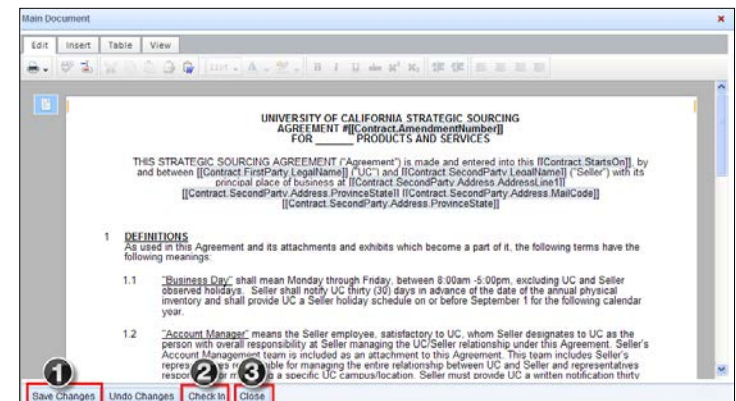 Main Document
Edit Insert Table View
B I U abc x² x₂
UNIVERSITY OF CALIFORNIA STRATEGIC SOURCING
AGREEMENT #[[Contract.AmendmentNumber]]
FOR ______ PRODUCTS AND SERVICES
THIS STRATEGIC SOURCING AGREEMENT ("Agreement") is made and entered into this [[Contract.StartsOn]], by
and between [[Contract.FirstParty.LegalName]] ("UC") and [[Contract.SecondParty.LegalName]] ("Seller") with its
principal place of business at [[Contract.SecondParty.Address.AddressLine1]]
[[Contract.SecondParty.Address.ProvinceState]] [[Contract.SecondParty.Address.MailCode]]
[[Contract.SecondParty.Address.ProvinceState]]
1 DEFINITIONS
As used in this Agreement and its attachments and exhibits which become a part of it, the following terms have the
following meanings:
1.1 "Business Day" shall mean Monday through Friday, between 8:00am -5:00pm, excluding UC and Seller
observed holidays. Seller shall notify UC thirty (30) days in advance of the date of the annual physical
inventory and shall provide UC a Seller holiday schedule on or before September 1 for the following calendar
year.
1.2 "Account Manager" means the Seller employee, satisfactory to UC, whom Seller designates to UC as the
person with overall responsibility at Seller managing the UC/Seller relationship under this Agreement. Seller's
Account Management team is included as an attachment to this Agreement. This team includes Seller's
for managing the entire relationship between UC and Seller and representatives
a specific UC campus/location. Seller must provide UC a written notification thirty
1 2 3
Save Changes Undo Changes Check In Close